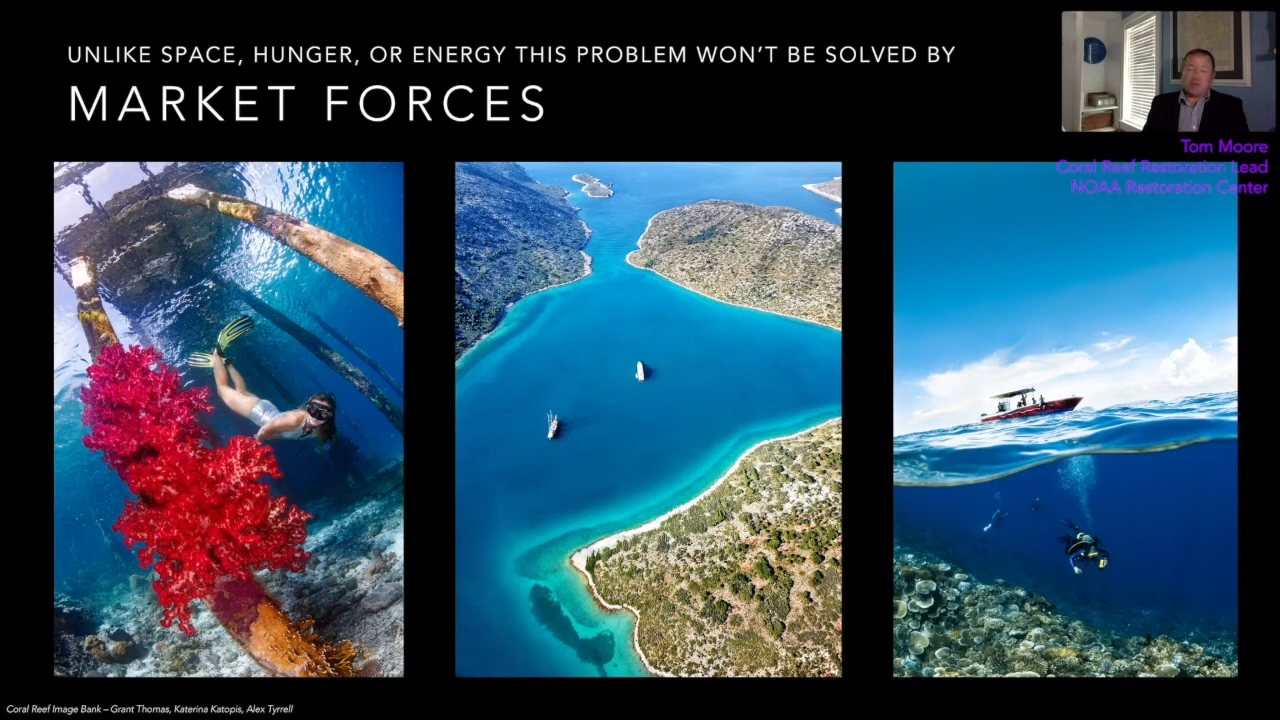 UNLIKE SPACE, HUNGER, OR ENERGY THIS PROBLEM WON’T BE SOLVED BY
MARKET FORCES
Tom Moore
Coral Reef Restoration Lead
NOAA Restoration Center
Coral Reef Image Bank – Grant Thomas, Katerina Katopis, Alex Tyrrell